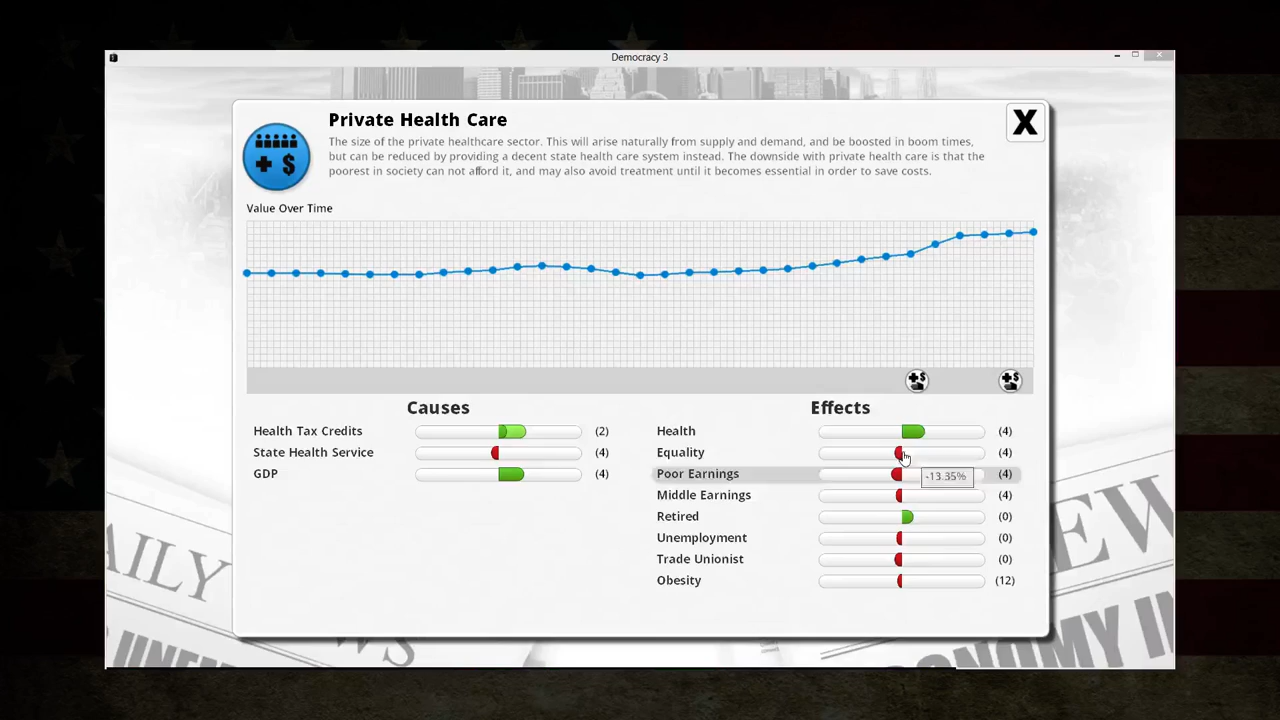 Democracy 3
Private Health Care
X
The size of the private healthcare sector. This will arise naturally from supply and demand, and be boosted in boom times,
but can be reduced by providing a decent state health care system instead. The downside with private health care is that the
poorest in society can not afford it, and may also avoid treatment until it becomes essential in order to save costs.
Value Over Time
Causes
Health Tax Credits (2)
State Health Service (4)
GDP (4)
Effects
Health (4)
Equality (4)
Poor Earnings (4)
-13.35%
Middle Earnings (4)
Retired (0)
Unemployment (0)
Trade Unionist (0)
Obesity (12)